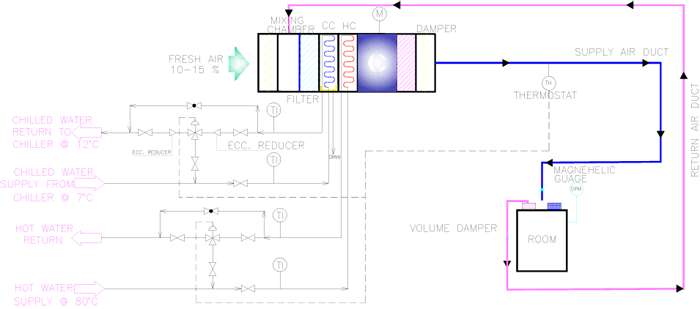 MIXING
CHAMBER
CC
HC
M
DAMPER
FRESH AIR
10-15 %
FILTER
SUPPLY AIR DUCT
TH
THERMOSTAT
RETURN AIR DUCT
CHILLED WATER
RETURN TO
CHILLER @ 12°C
TI
ECC. REDUCER
ECC. REDUCER
DRAIN
TI
CHILLED WATER
SUPPLY FROM
CHILLER @ 7°C
MAGNEHELIC
GUAGE
DPM
VOLUME DAMPER
ROOM
HOT WATER
RETURN
TI
TI
HOT WATER
SUPPLY @ 80°C